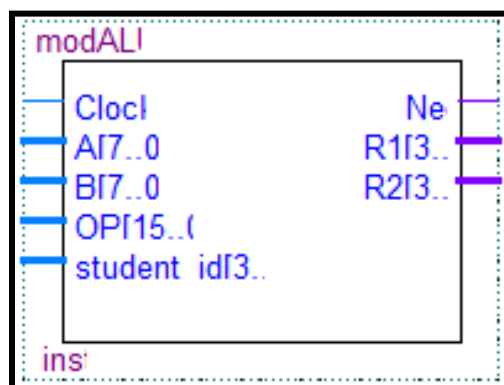 modALU
Clock
Ne
A[7..0
R1[3..
B[7..0
R2[3..
OP[15..0
student_id[3..
inst